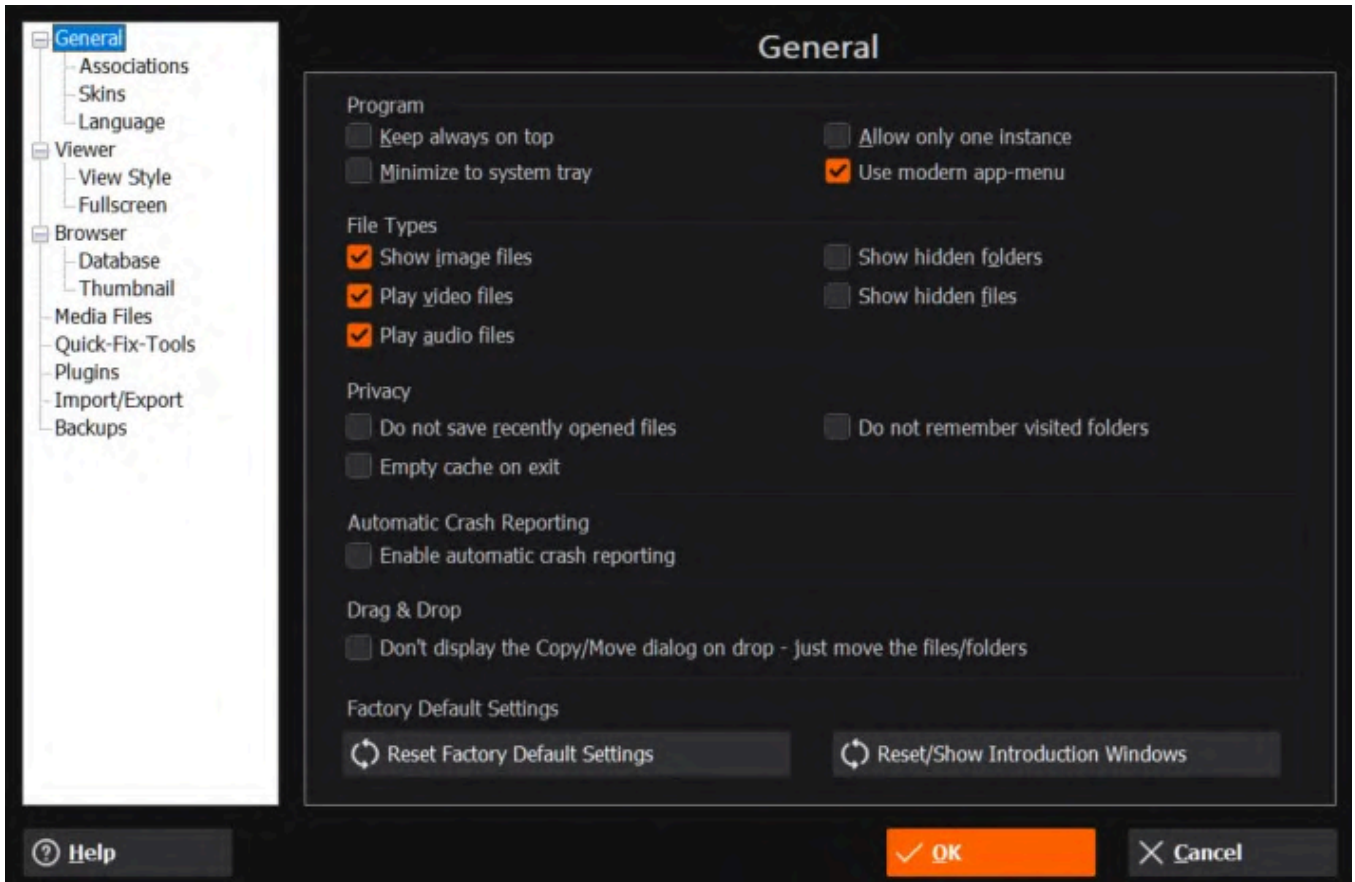 General
Associations
Skins
Language
Viewer
View Style
Fullscreen
Browser
Database
Thumbnail
Media Files
Quick-Fix-Tools
Plugins
Import/Export
Backups
General
Program
Keep always on top
Allow only one instance
Minimize to system tray
Use modern app-menu
File Types
Show image files
Show hidden folders
Play video files
Show hidden files
Play audio files
Privacy
Do not save recently opened files
Do not remember visited folders
Empty cache on exit
Automatic Crash Reporting
Enable automatic crash reporting
Drag & Drop
Don't display the Copy/Move dialog on drop - just move the files/folders
Factory Default Settings
Reset Factory Default Settings
Reset/Show Introduction Windows
Help
OK
Cancel